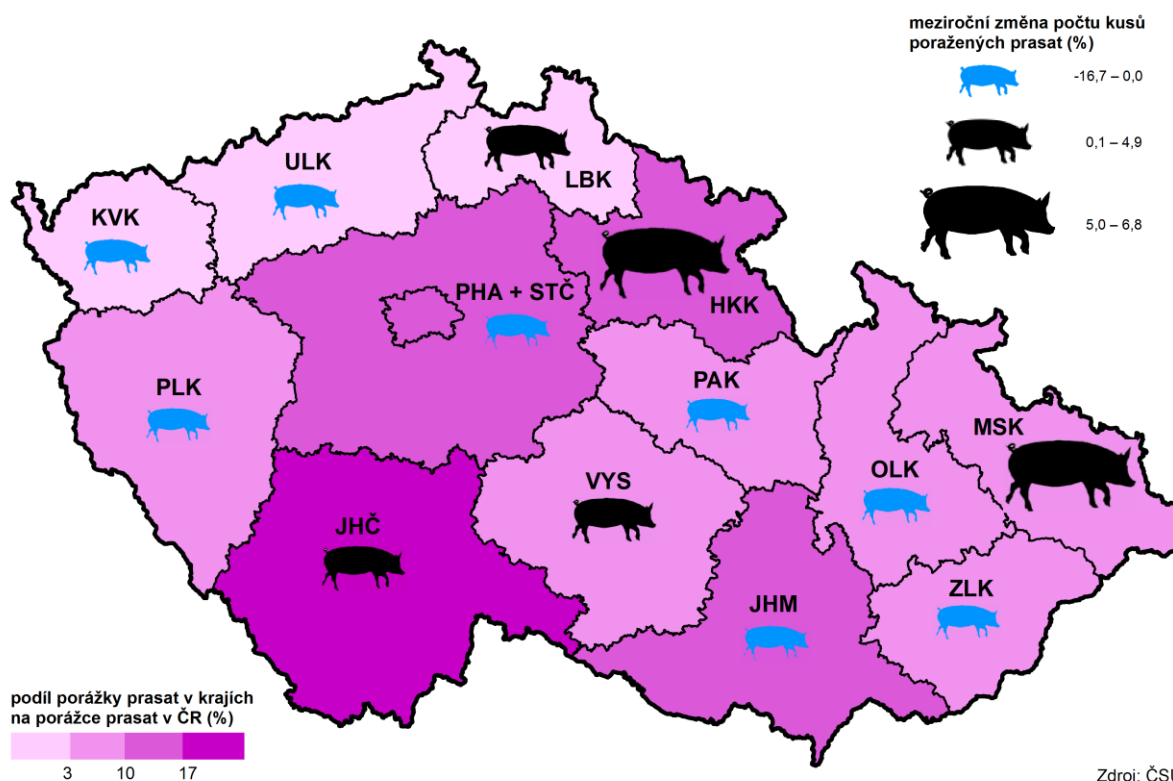 meziroční změna počtu kusů
poražených prasat (%)
-16,7 – 0,0
0,1 – 4,9
5,0 – 6,8
ULK
LBK
KVK
PHA + STČ
HKK
PLK
PAK
MSK
OLK
VYS
JHČ
ZLK
JHM
podíl porážky prasat v krajích
na porážce prasat v ČR (%)
3 10 17
Zdroj: